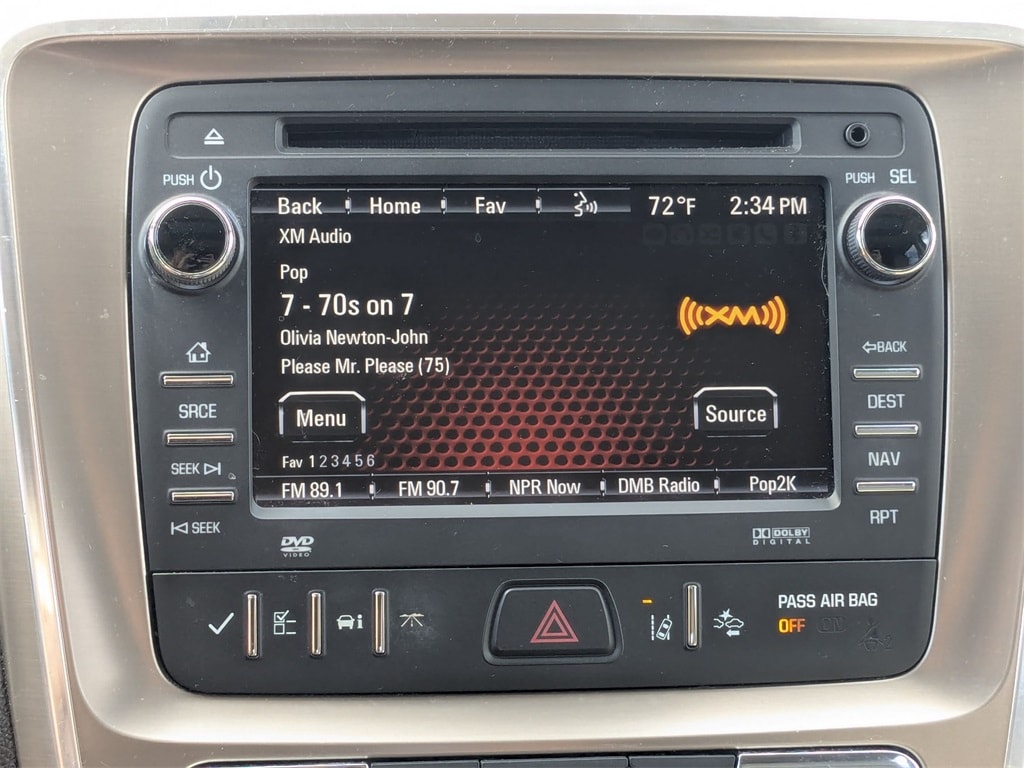 PUSH
PUSH SEL
Back Home Fav 72°F 2:34 PM
XM Audio
Pop
7 - 70s on 7
((XM))
Olivia Newton-John
Please Mr. Please (75)
BACK
SRCE
DEST
Menu
Source
SEEK
NAV
Fav 1 2 3 4 5 6
FM 89.1 FM 90.7 NPR Now DMB Radio Pop2K
SEEK
RPT
DVD
VIDEO
DOLBY
DIGITAL
PASS AIR BAG
OFF ON
2